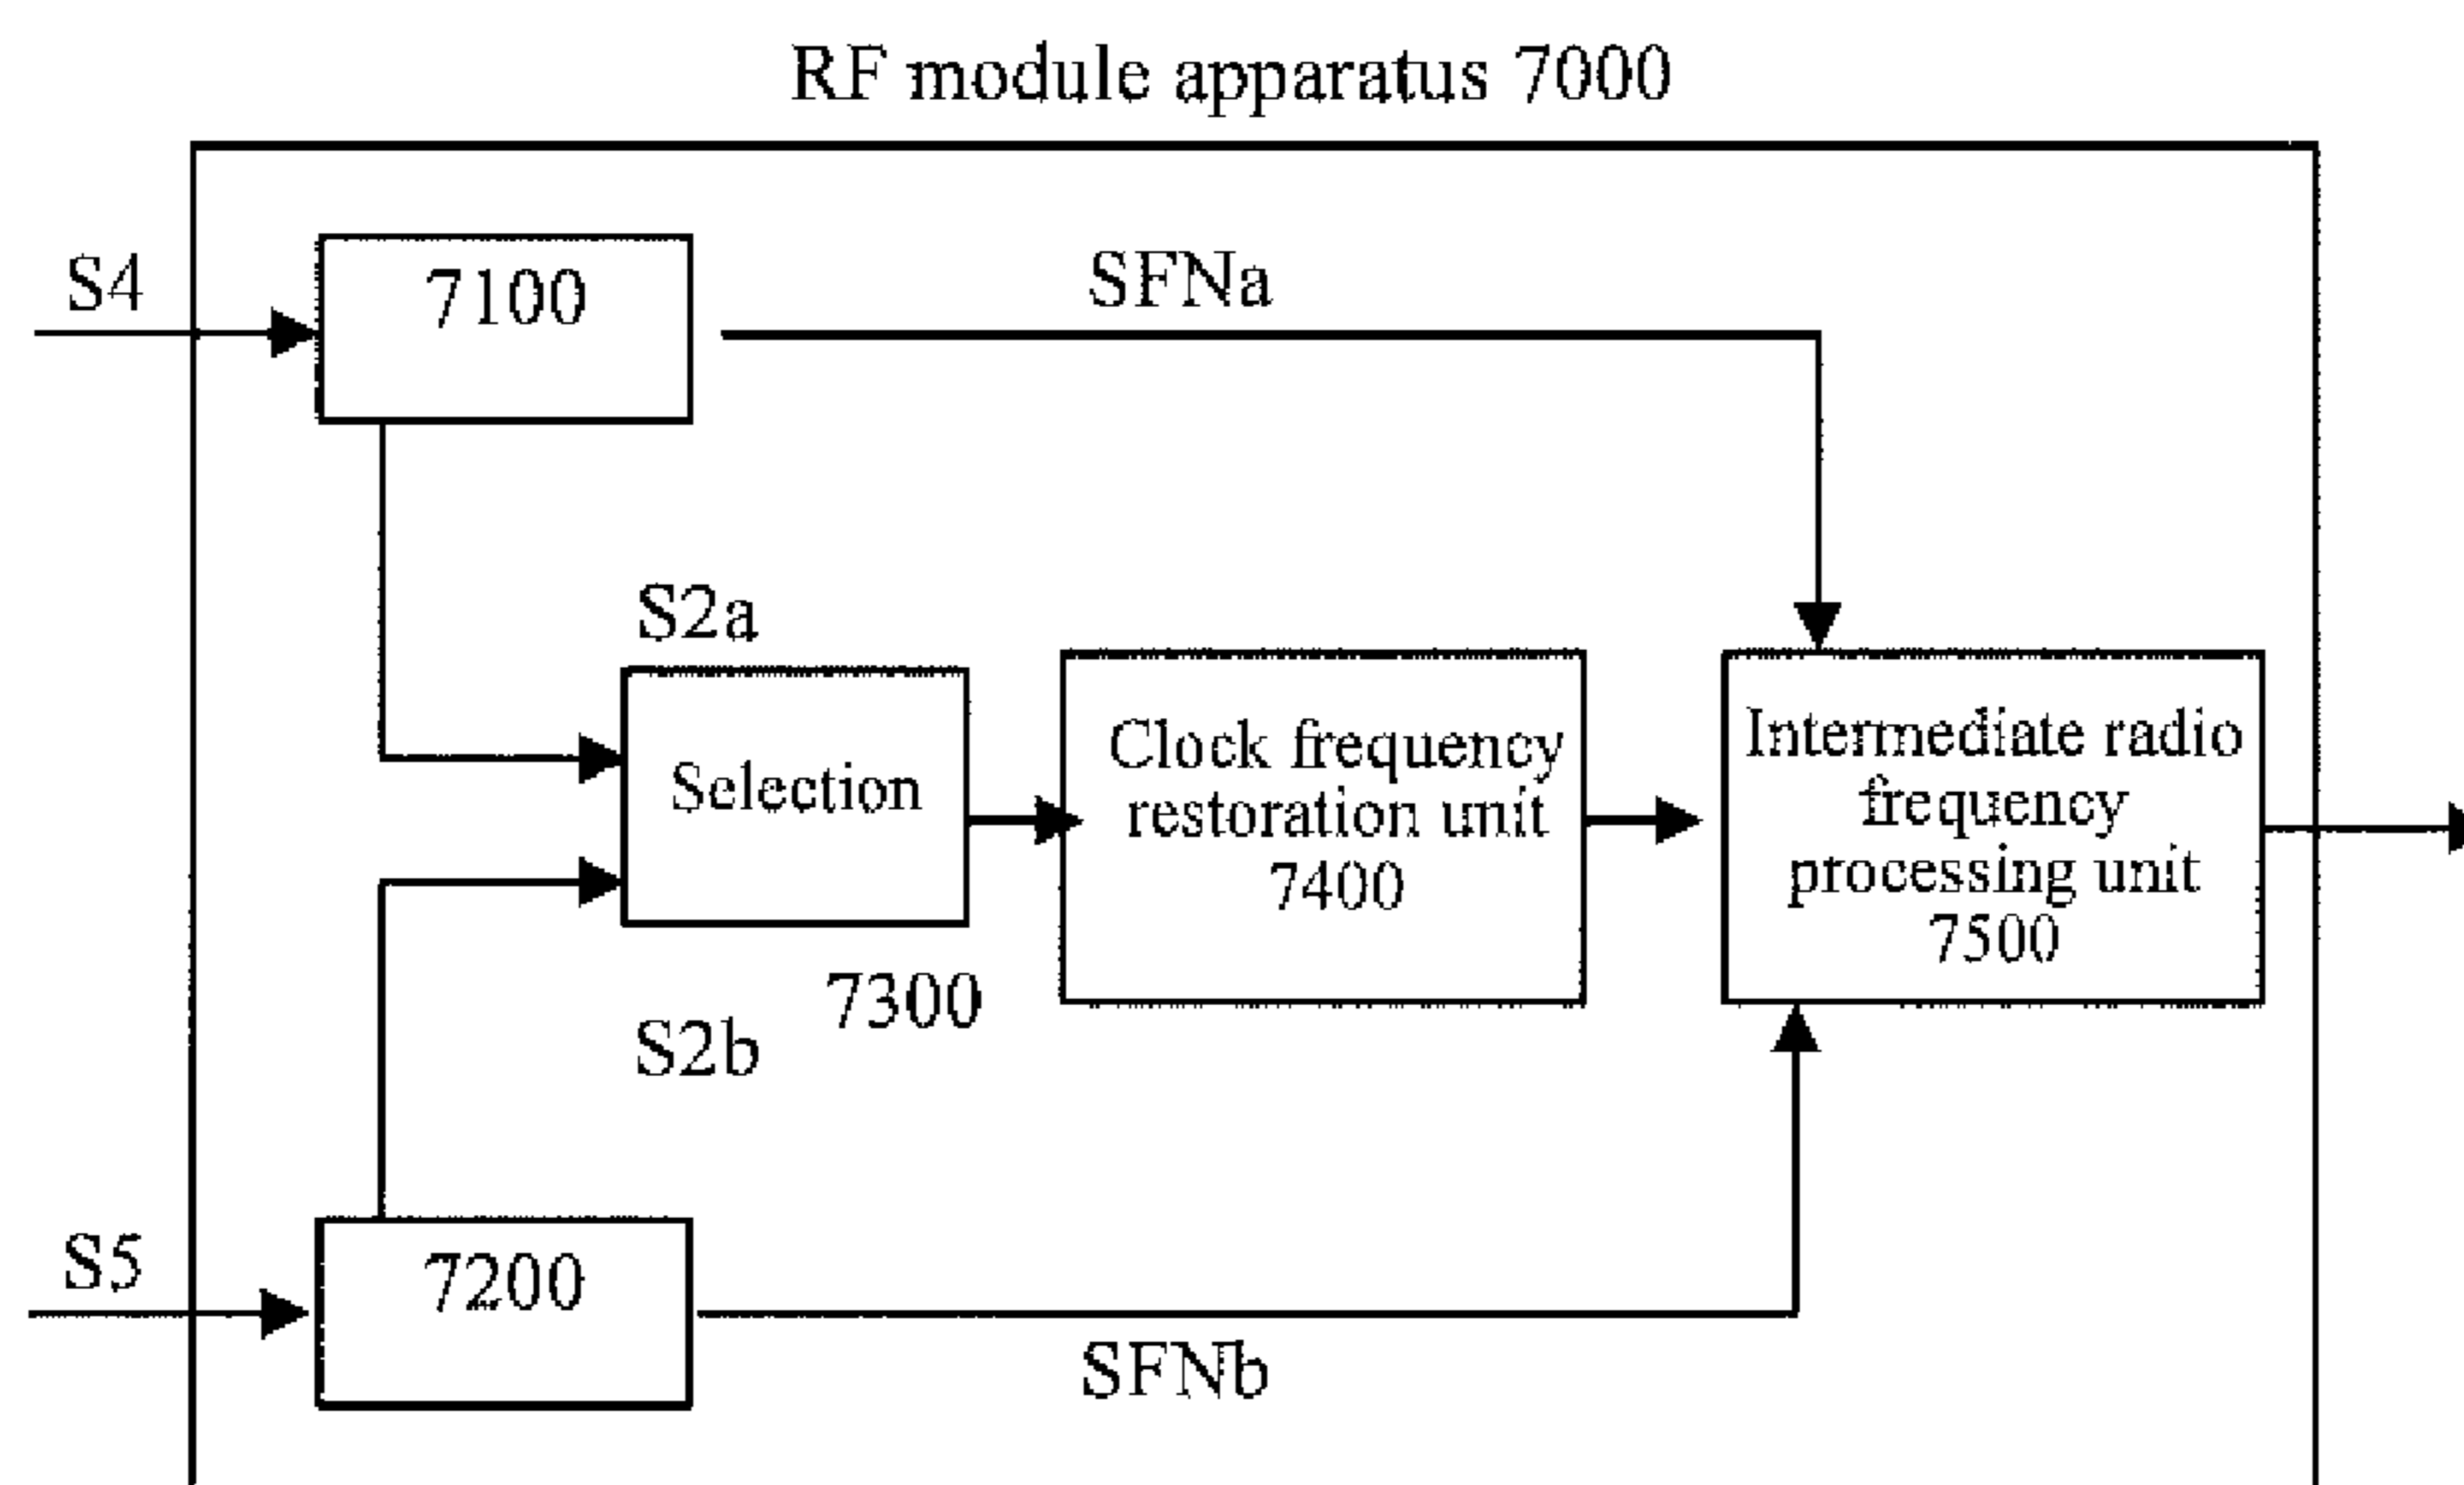 RF module apparatus 7000
S4
7100
SFNa
S2a
Selection
Clock frequency
restoration unit
7400
Intermediate radio
frequency
processing unit
7500
7300
S2b
S5
7200
SFNb